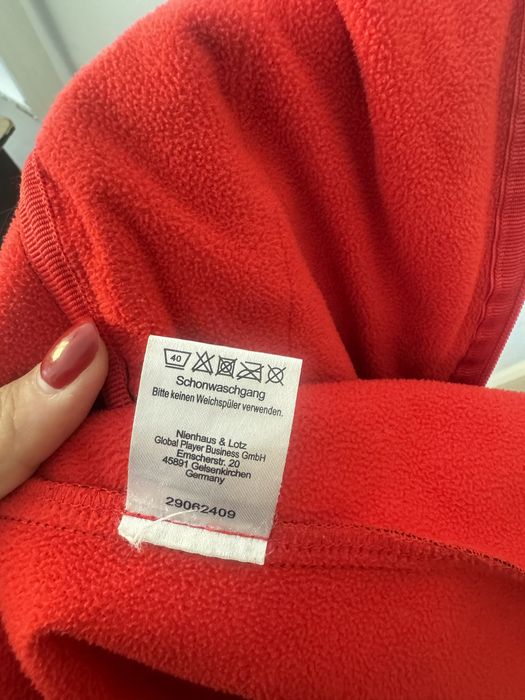 40
Schonwaschgang
Bitte keinen Weichspüler verwenden.
Nienhaus & Lotz
Global Player Business GmbH
Emscherstr. 20
45891 Gelsenkirchen
Germany
29062409